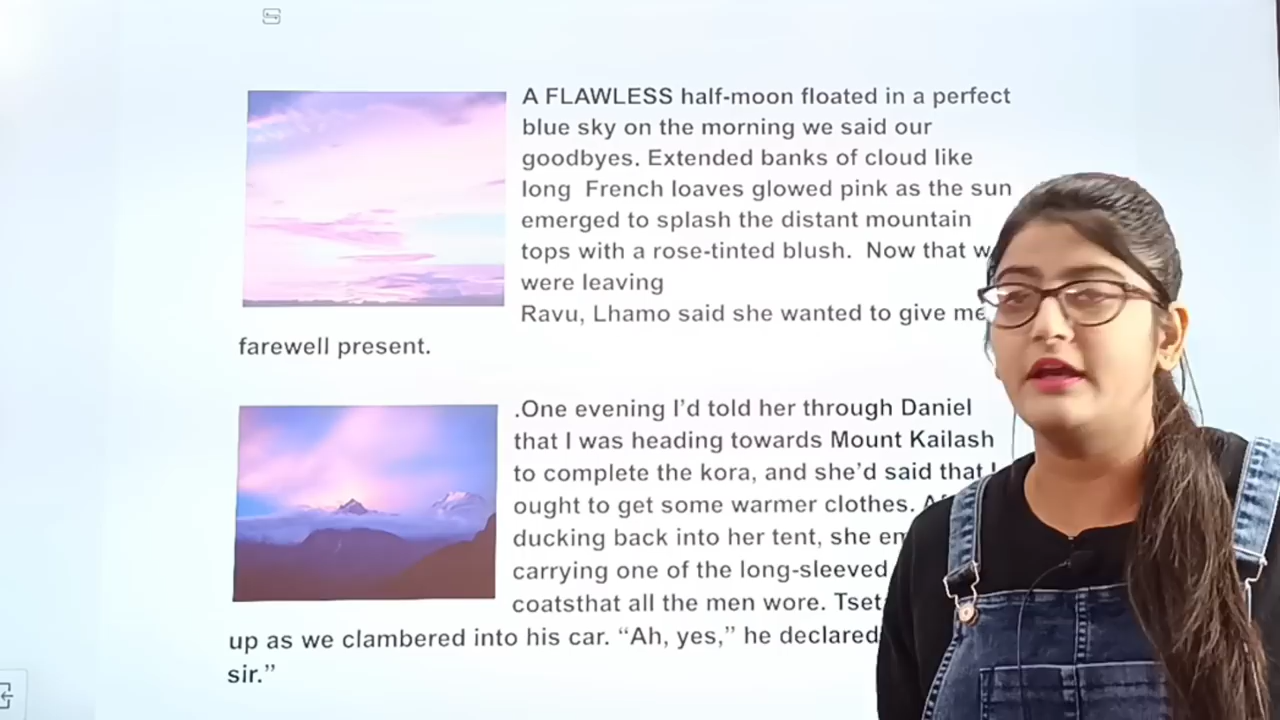 A FLAWLESS half-moon floated in a perfect
blue sky on the morning we said our
goodbyes. Extended banks of cloud like
long French loaves glowed pink as the sun
emerged to splash the distant mountain
tops with a rose-tinted blush. Now that
were leaving
Ravu, Lhamo said she wanted to give me
farewell present.
.One evening I’d told her through Daniel
that I was heading towards Mount Kailash
to complete the kora, and she’d said that I
ought to get some warmer clothes.
ducking back into her tent, she
carrying one of the long-sleeved
coatsthat all the men wore.
up as we clambered into his car. “Ah, yes,” he declared
sir.”